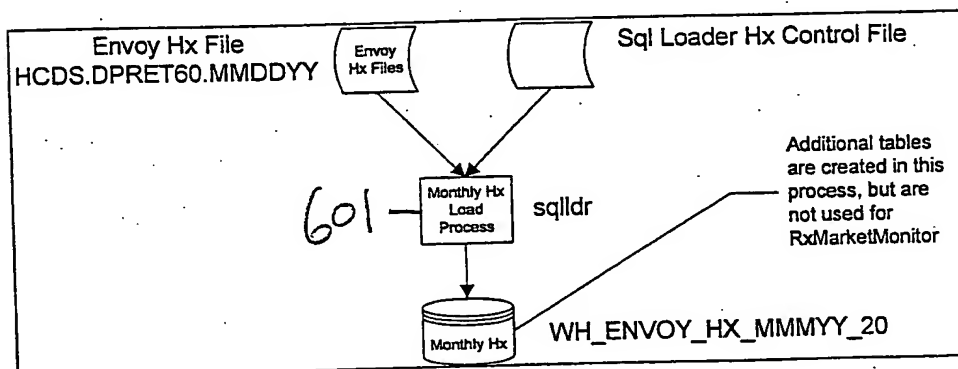 Envoy Hx File
HCDS.DPRET60.MMDDYY
Envoy
Hx Files
Sql Loader Hx Control File
Additional tables
are created in this
process, but are
not used for
RxMarketMonitor
601
Monthly Hx
Load
Process
sqlldr
Monthly Hx
WH_ENVOY_HX_MMMYY_20